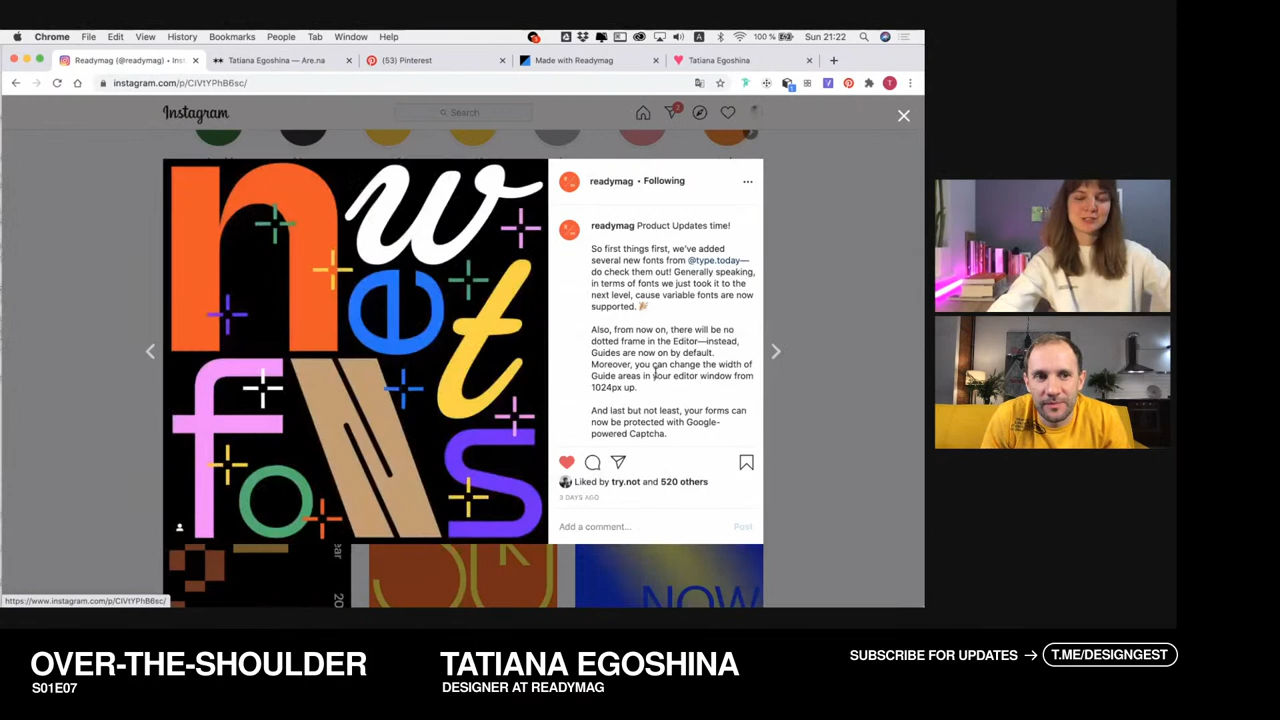 Chrome File Edit View History Bookmarks People Tab Window Help
100 % Sun 21:22
Readymag (@readymag) • Inst
Tatiana Egoshina — Are.na
(53) Pinterest
Made with Readymag
Tatiana Egoshina
instagram.com/p/CIVtYPhB6sc/
Instagram
Search
2
new
fonts
readymag • Following
readymag Product Updates time!
So first things first, we've added
several new fonts from @type.today—
do check them out! Generally speaking,
in terms of fonts we just took it to the
next level, cause variable fonts are now
supported.
Also, from now on, there will be no
dotted frame in the Editor—instead,
Guides are now on by default.
Moreover, you can change the width of
Guide areas in your editor window from
1024px up.
And last but not least, your forms can
now be protected with Google-
powered Captcha.
Liked by try.not and 520 others
3 DAYS AGO
Add a comment...
Post
NOW
https://www.instagram.com/p/CIVtYPhB6sc/
OVER-THE-SHOULDER
S01E07
TATIANA EGOSHINA
DESIGNER AT READYMAG
SUBSCRIBE FOR UPDATES → T.ME/DESIGNGEST